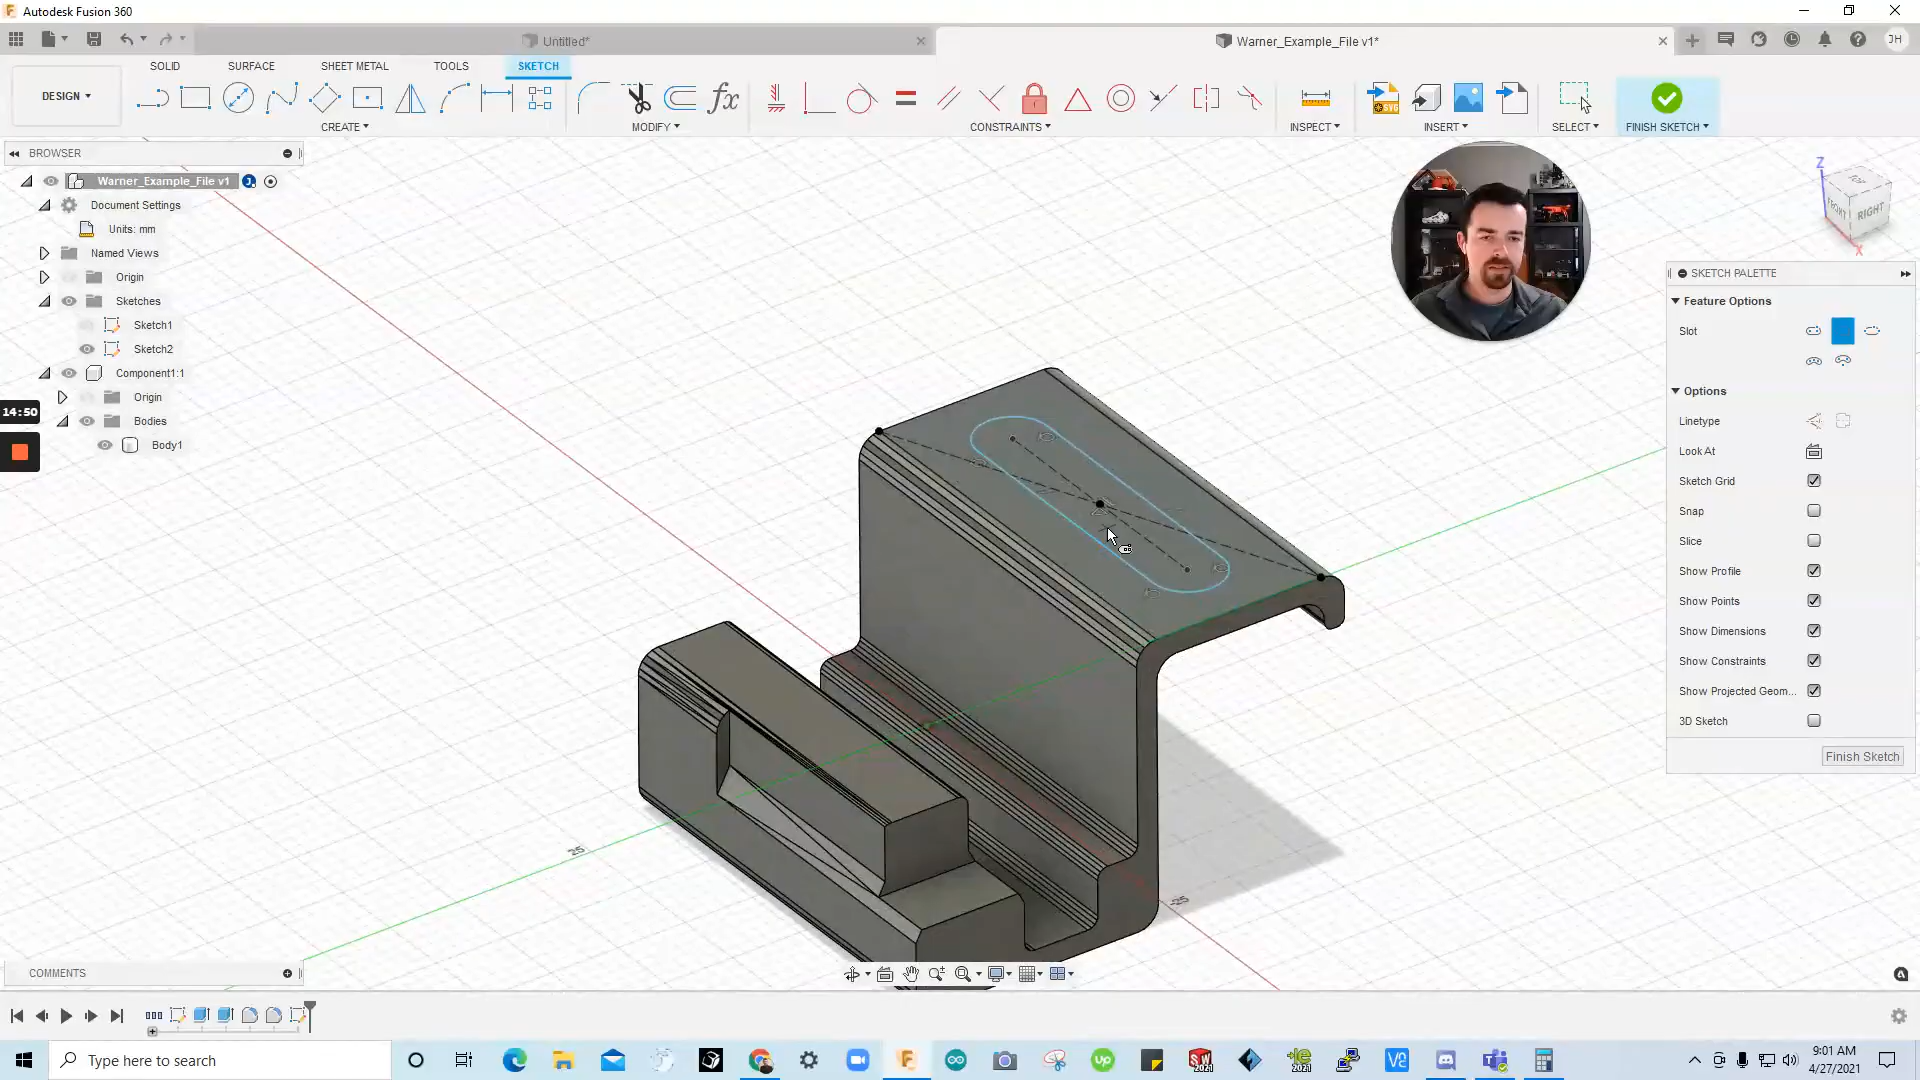 Autodesk Fusion 360
Untitled*
Warner_Example_File v1*
JH
SOLID
SURFACE
SHEET METAL
TOOLS
SKETCH
DESIGN
CREATE
MODIFY
CONSTRAINTS
INSPECT
INSERT
SELECT
FINISH SKETCH
BROWSER
Warner_Example_File v1
Document Settings
Units: mm
Named Views
Origin
Sketches
Sketch1
Sketch2
Component1:1
Origin
Bodies
Body1
14:50
Z
TOP
FRONT
RIGHT
X
SKETCH PALETTE
Feature Options
Slot
Options
Linetype
Look At
Sketch Grid
Snap
Slice
Show Profile
Show Points
Show Dimensions
Show Constraints
Show Projected Geom...
3D Sketch
Finish Sketch
25
25
COMMENTS
Type here to search
9:01 AM
4/27/2021